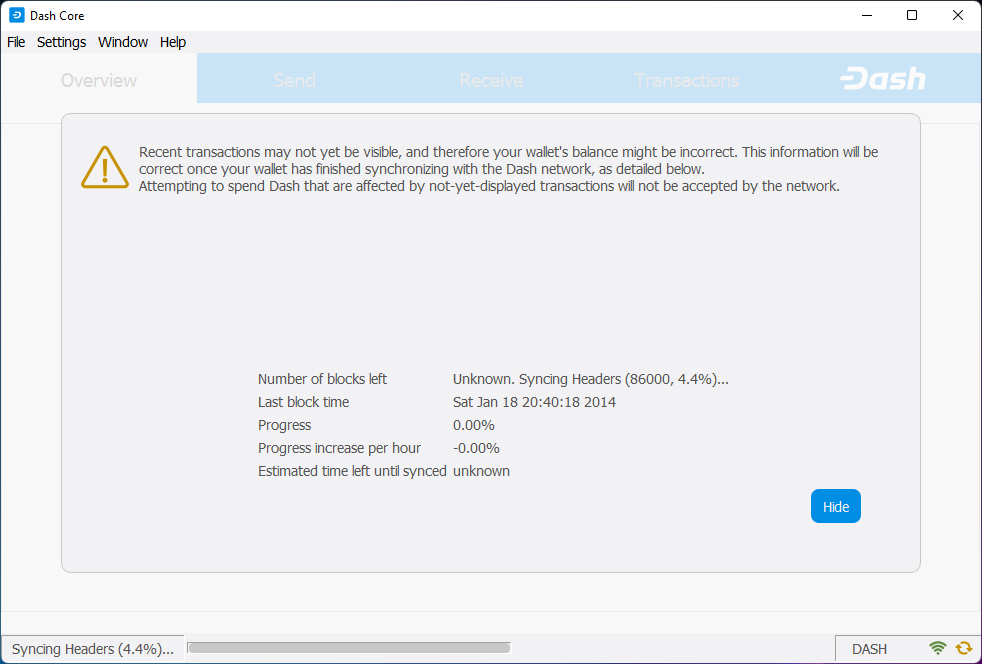 Dash Core
File Settings Window Help
Overview Send Receive Transactions Dash
Recent transactions may not yet be visible, and therefore your wallet's balance might be incorrect. This information will be
correct once your wallet has finished synchronizing with the Dash network, as detailed below.
Attempting to spend Dash that are affected by not-yet-displayed transactions will not be accepted by the network.
Number of blocks left Unknown. Syncing Headers (86000, 4.4%)...
Last block time Sat Jan 18 20:40:18 2014
Progress 0.00%
Progress increase per hour -0.00%
Estimated time left until synced unknown
Hide
Syncing Headers (4.4%)... DASH